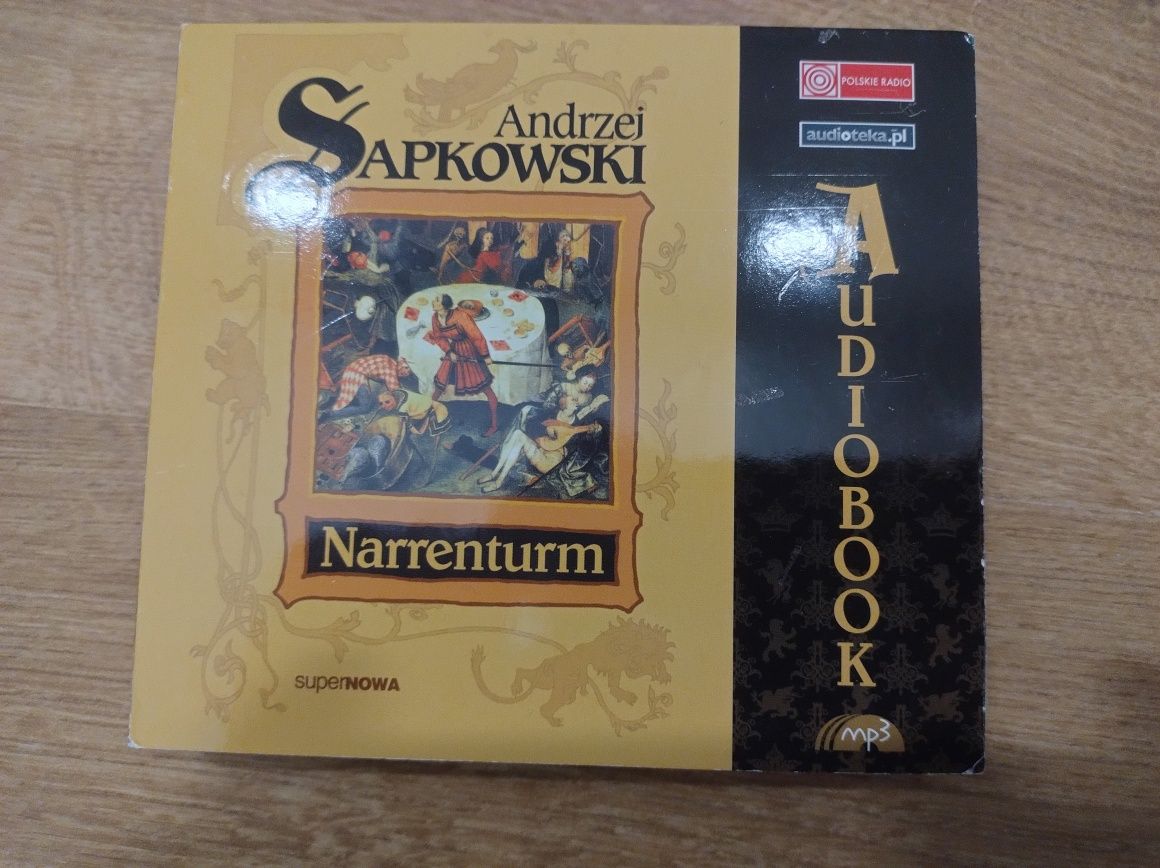 Andrzej
SAPKOWSKI
Narrenturm
superNOWA
POLSKIE RADIO
audioteka.pl
AUDIOBOOK
mp3